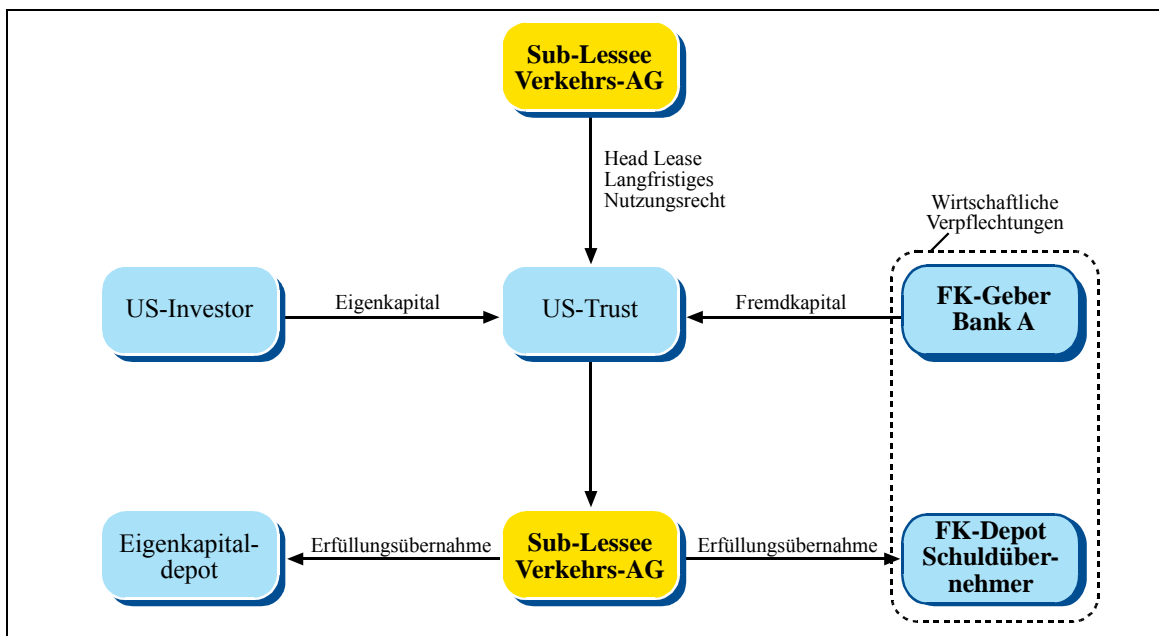 Sub-Lessee
Verkehrs-AG
Head Lease
Langfristiges
Nutzungsrecht
Wirtschaftliche
Verpflechtungen
US-Investor
Eigenkapital
US-Trust
Fremdkapital
FK-Geber
Bank A
Eigenkapital-
depot
Erfüllungsübernahme
Sub-Lessee
Verkehrs-AG
Erfüllungsübernahme
FK-Depot
Schuldüber-
nehmer